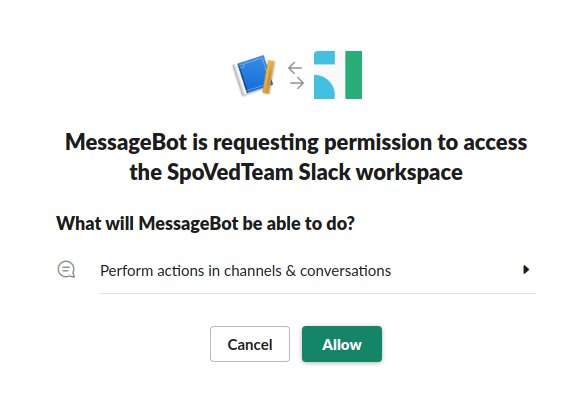 MessageBot is requesting permission to access
the SpoVedTeam Slack workspace
What will MessageBot be able to do?
Perform actions in channels & conversations
Cancel
Allow